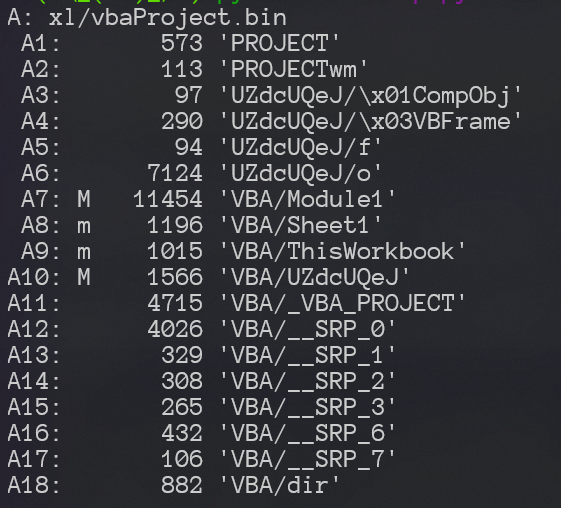 A: xl/vbaProject.bin
A1: 573 'PROJECT'
A2: 113 'PROJECTwm'
A3: 97 'UZdcUQeJ/\x01CompObj'
A4: 290 'UZdcUQeJ/\x03VBFrame'
A5: 94 'UZdcUQeJ/f'
A6: 7124 'UZdcUQeJ/o'
A7: M 11454 'VBA/Module1'
A8: m 1196 'VBA/Sheet1'
A9: m 1015 'VBA/ThisWorkbook'
A10: M 1566 'VBA/UZdcUQeJ'
A11: 4715 'VBA/_VBA_PROJECT'
A12: 4026 'VBA/__SRP_0'
A13: 329 'VBA/__SRP_1'
A14: 308 'VBA/__SRP_2'
A15: 265 'VBA/__SRP_3'
A16: 432 'VBA/__SRP_6'
A17: 106 'VBA/__SRP_7'
A18: 882 'VBA/dir'